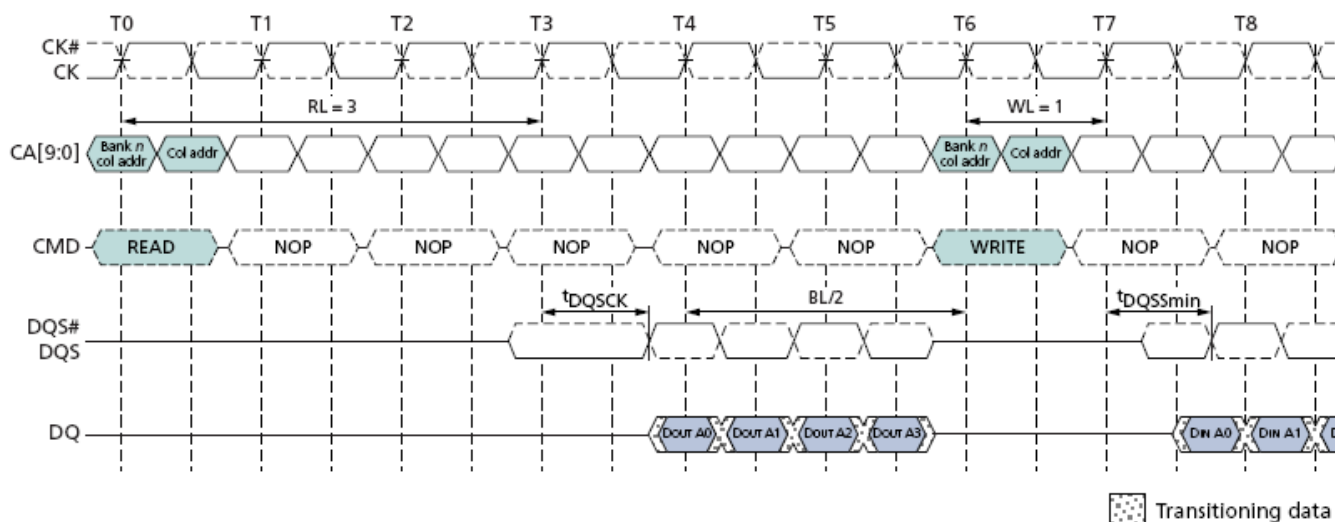 T0 T1 T2 T3 T4 T5 T6 T7 T8
CK#
CK
RL = 3 WL = 1
CA[9:0] Bank n col addr Col addr Bank n col addr Col addr
CMD READ NOP NOP NOP NOP NOP WRITE NOP NOP
tDQSCK BL/2 tDQSSmin
DQS#
DQS
DQ DOUT A0 DOUT A1 DOUT A2 DOUT A3 DIN A0 DIN A1 D
Transitioning data